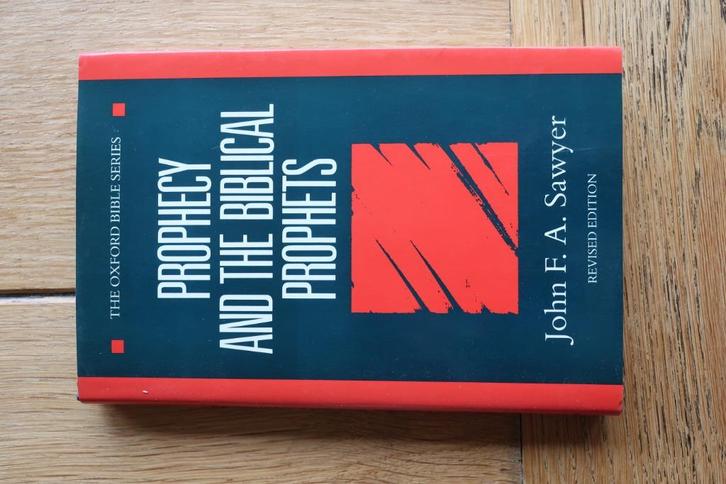 THE OXFORD BIBLE SERIES
PROPHECY
AND THE BIBLICAL
PROPHETS
John F. A. Sawyer
REVISED EDITION